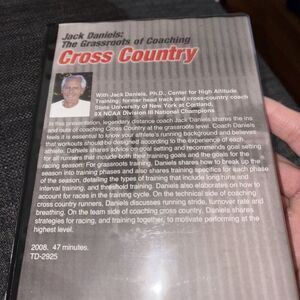 Jack Daniels:
The Grassroots of Coaching
Cross Country
With Jack Daniels, Ph.D., Center for High Altitude
Training; former head track and cross-country coach
State University of New York at Cortland,
8X NCAA Division III National Champions
In this presentation, legendary distance coach Jack Daniels shares the ins
and outs of coaching Cross Country at the grassroots level. Coach Daniels
feels it is essential to know your athlete's running background and believes
that workouts should be designed according to the experience of each
athlete. Daniels shares advice on goal setting and recommends goal setting
for all runners that include both their training goals and the goals for the
racing season. For grassroots training, Daniels shares how to break up the
season into training phases and also shares training specifics for each phase
of the season, detailing the types of training that include long runs and
interval training, and threshold training. Daniels also elaborates on how to
account for races in the training cycle. On the technical side of coaching
cross country runners, Daniels discusses running stride, turnover rate and
breathing. On the team side of coaching cross country, Daniels shares
strategies for racing, and training together, to motivate performing at the
highest level.
2008. 47 minutes.
TD-2925